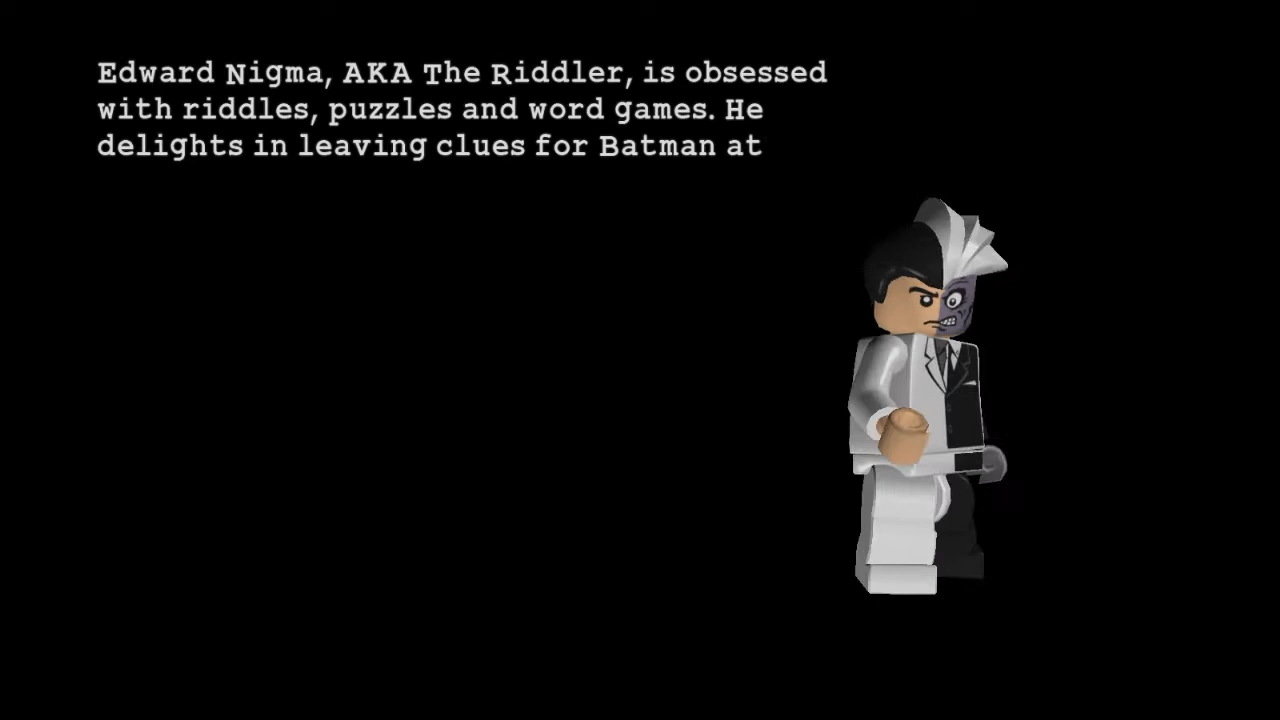 Edward Nigma, AKA The Riddler, is obsessed
with riddles, puzzles and word games. He
delights in leaving clues for Batman at